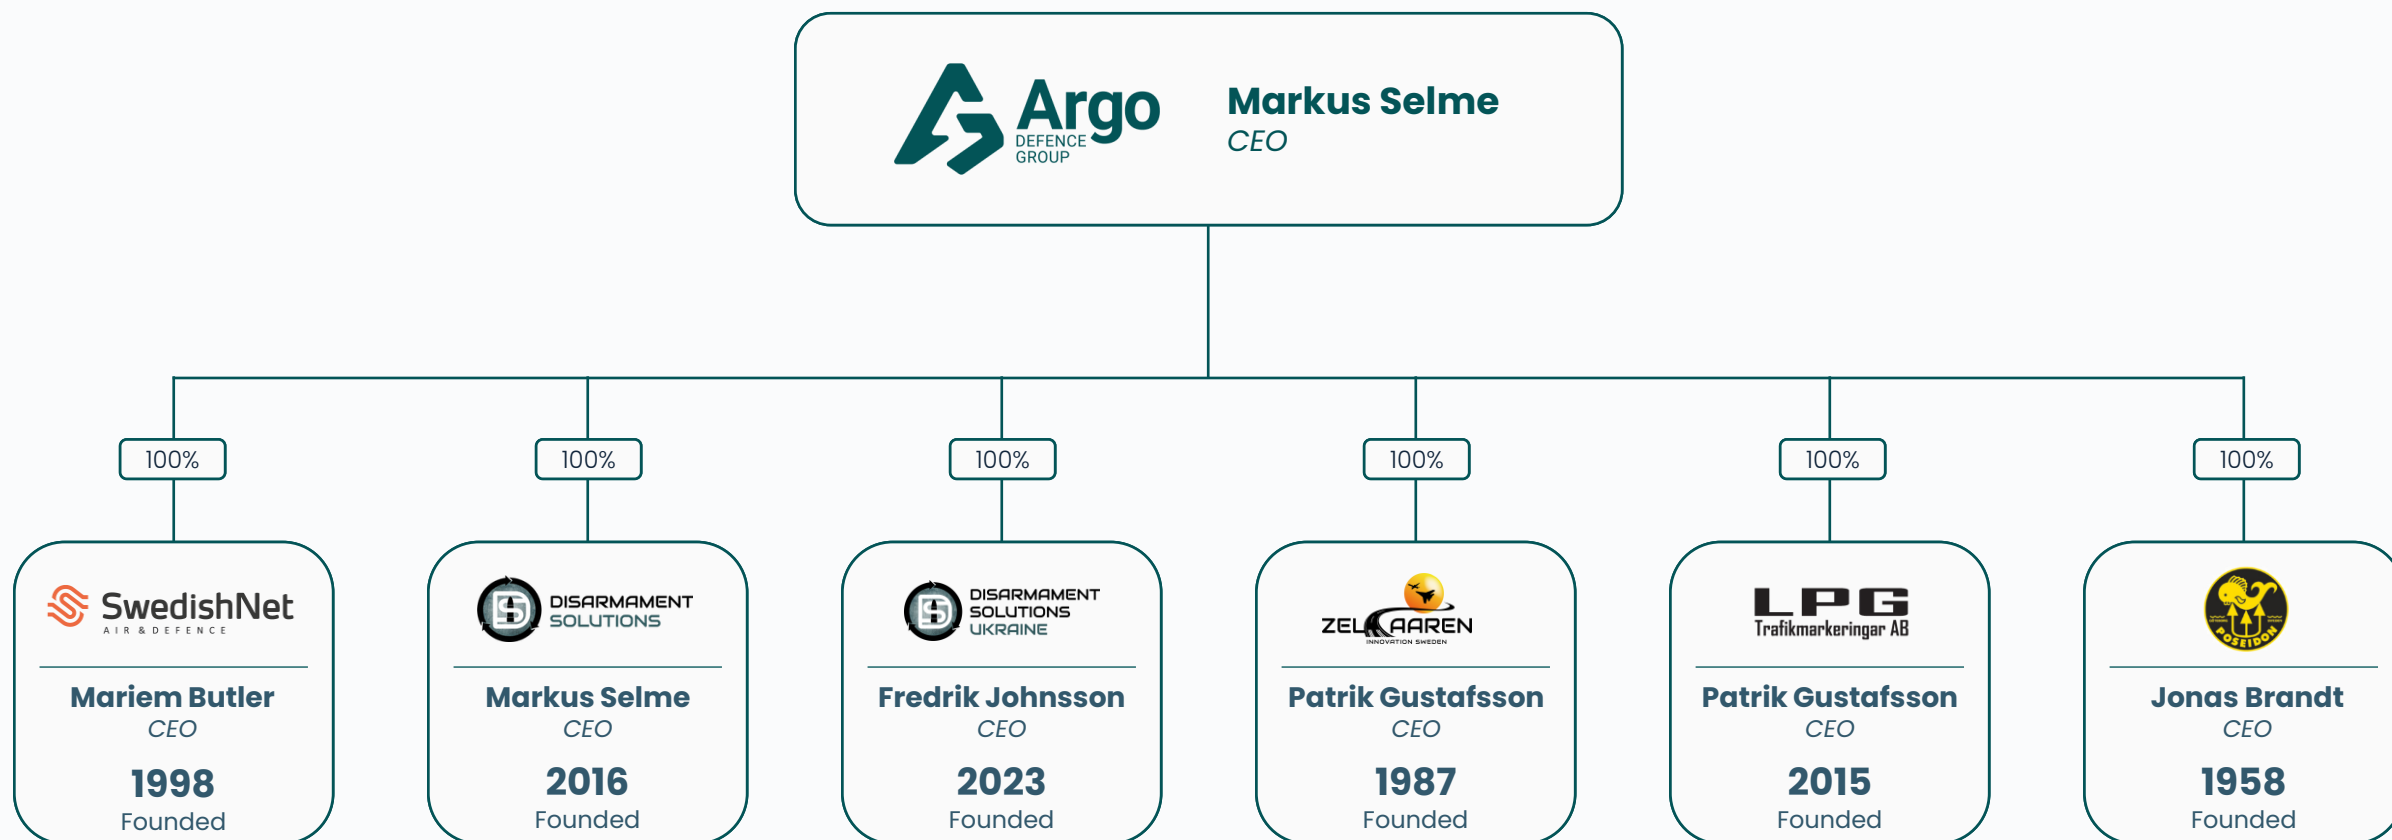 Argo
DEFENCE
GROUP
Markus Selme
CEO
100%
100%
100%
100%
100%
100%
SwedishNet
AIR & DEFENCE
Mariem Butler
CEO
1998
Founded
DISARMAMENT
SOLUTIONS
Markus Selme
CEO
2016
Founded
DISARMAMENT
SOLUTIONS
UKRAINE
Fredrik Johnsson
CEO
2023
Founded
ZELKAAREN
INNOVATION SWEDEN
Patrik Gustafsson
CEO
1987
Founded
LPG
Trafikmarkeringar AB
Patrik Gustafsson
CEO
2015
Founded
POSEIDON
Jonas Brandt
CEO
1958
Founded